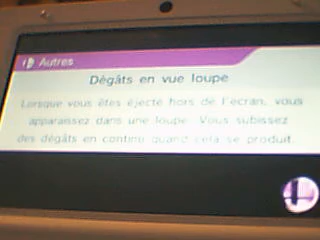 Autres
Dégâts en vue loupe
Lorsque vous êtes éjecté hors de l'écran, vous
apparaissez dans une loupe. Vous subissez
des dégâts en continu quand cela se produit.